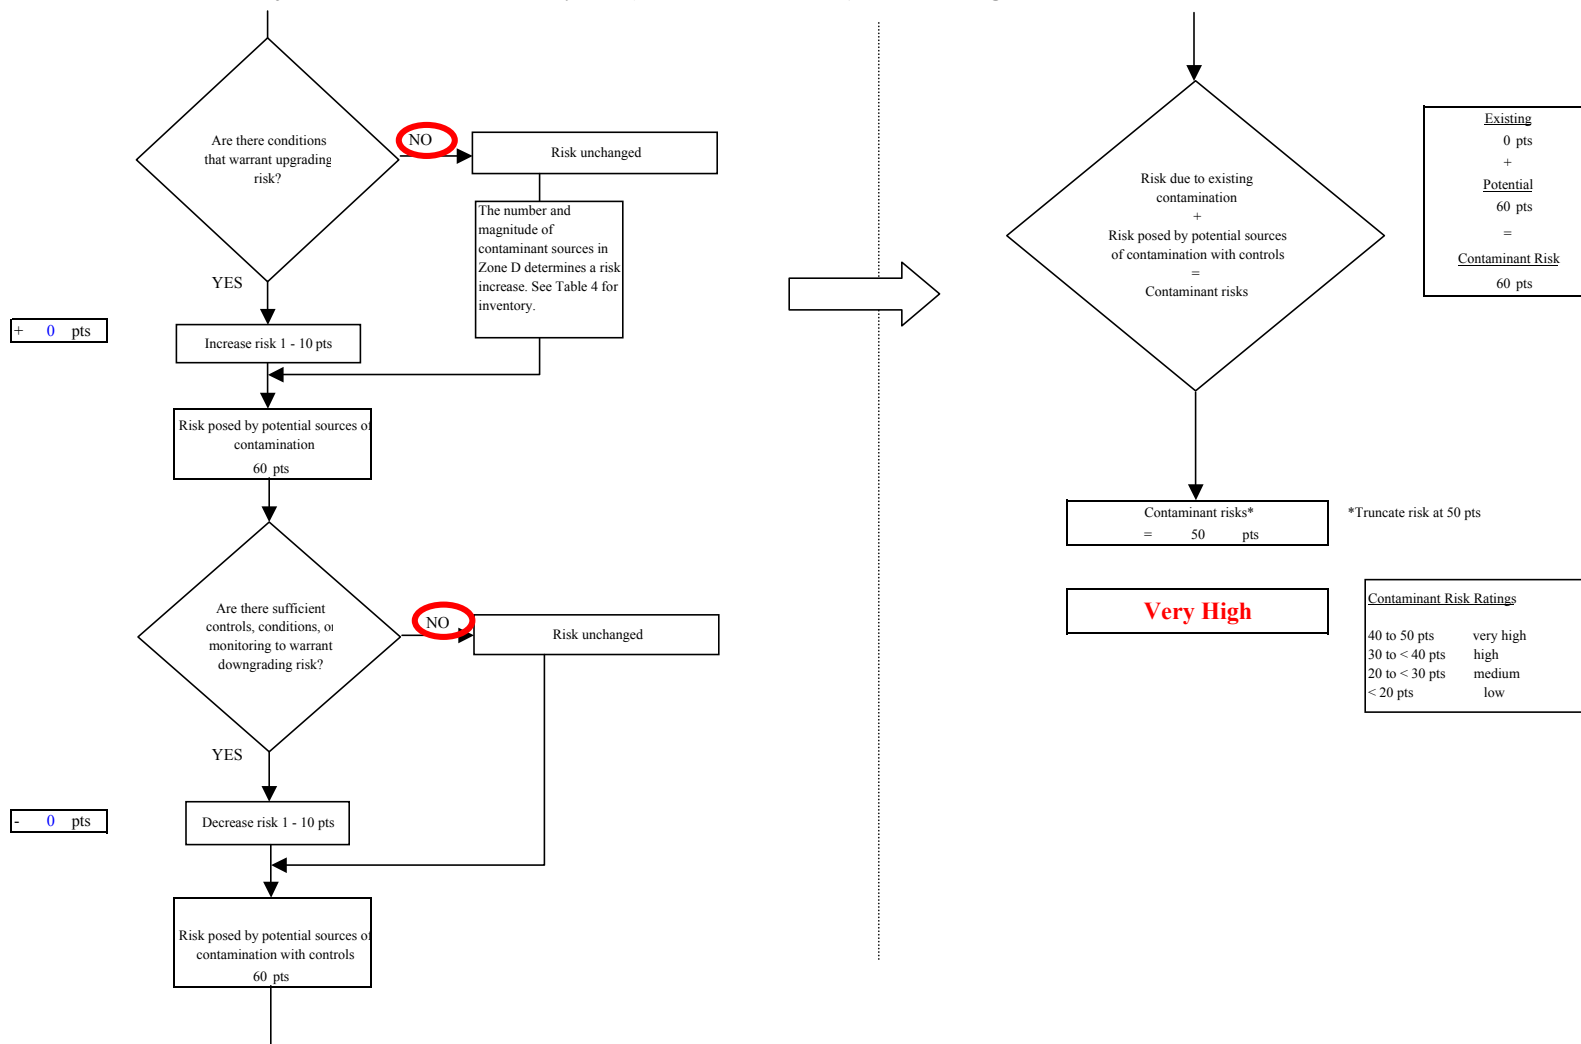 Are there conditions
that warrant upgrading
risk?
NO
Risk unchanged
The number and
magnitude of
contaminant sources in
Zone D determines a risk
increase. See Table 4 for
inventory.
YES
+ 0 pts
Increase risk 1 - 10 pts
Risk posed by potential sources of
contamination
60 pts
Are there sufficient
controls, conditions, or
monitoring to warrant
downgrading risk?
NO
Risk unchanged
YES
- 0 pts
Decrease risk 1 - 10 pts
Risk posed by potential sources of
contamination with controls
60 pts
Risk due to existing
contamination
+
Risk posed by potential sources
of contamination with controls
=
Contaminant risks
Existing
0 pts
+
Potential
60 pts
=
Contaminant Risk
60 pts
Contaminant risks*
= 50 pts
*Truncate risk at 50 pts
Very High
Contaminant Risk Ratings
40 to 50 pts very high
30 to < 40 pts high
20 to < 30 pts medium
< 20 pts low